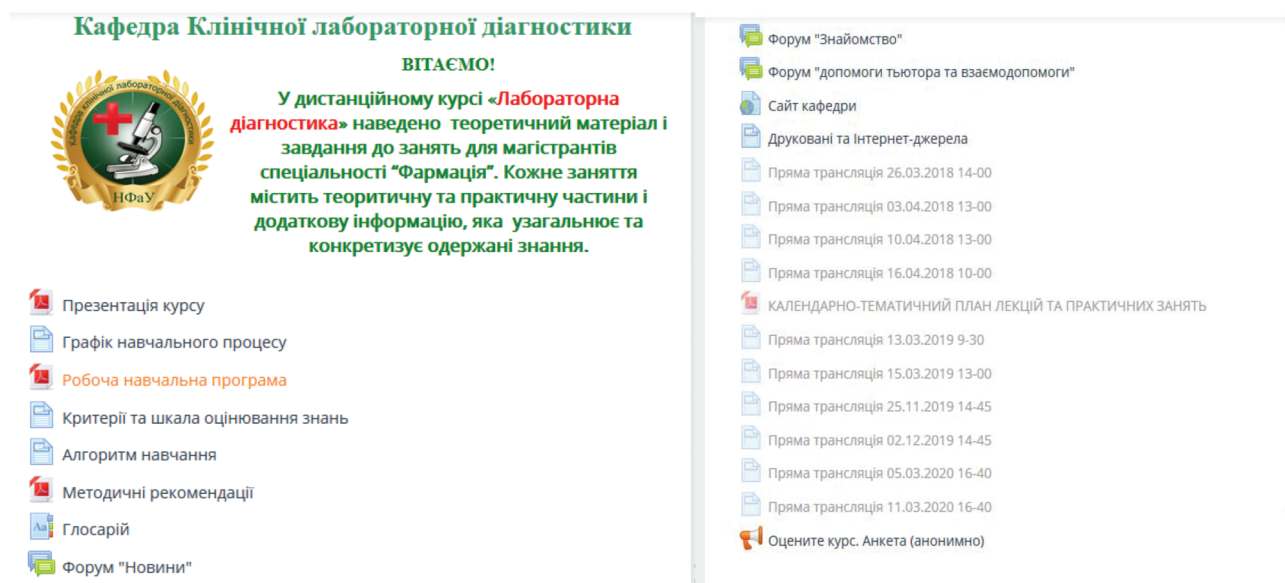 Кафедра Клінічної лабораторної діагностики
ВІТАЄМО!
У дистанційному курсі «Лабораторна
діагностика» наведено теоретичний матеріал і
завдання до занять для магістрантів
спеціальності “Фармація”. Кожне заняття
містить теоритичну та практичну частини і
додаткову інформацію, яка узагальнює та
конкретизує одержані знання.
Кафедра клінічної лабораторної діагностики
НФаУ
Презентація курсу
Графік навчального процесу
Робоча навчальна програма
Критерії та шкала оцінювання знань
Алгоритм навчання
Методичні рекомендації
Aa
Глосарій
Форум "Новини"
Форум "Знайомство"
Форум "допомоги тьютора та взаємодопомоги"
Сайт кафедри
Друковані та Інтернет-джерела
Пряма трансляція 26.03.2018 14-00
Пряма трансляція 03.04.2018 13-00
Пряма трансляція 10.04.2018 13-00
Пряма трансляція 16.04.2018 10-00
КАЛЕНДАРНО-ТЕМАТИЧНИЙ ПЛАН ЛЕКЦІЙ ТА ПРАКТИЧНИХ ЗАНЯТЬ
Пряма трансляція 13.03.2019 9-30
Пряма трансляція 15.03.2019 13-00
Пряма трансляція 25.11.2019 14-45
Пряма трансляція 02.12.2019 14-45
Пряма трансляція 05.03.2020 16-40
Пряма трансляція 11.03.2020 16-40
Оцените курс. Анкета (анонимно)